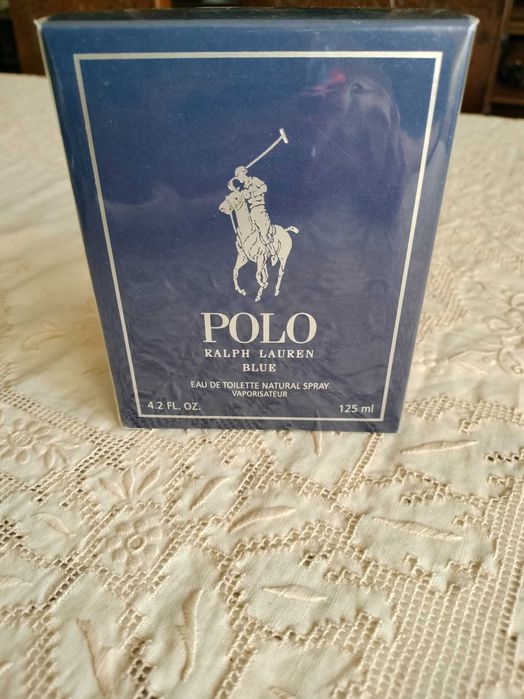 POLO
RALPH LAUREN
BLUE
EAU DE TOILETTE NATURAL SPRAY
VAPORISATEUR
4.2 FL. OZ. 125 ml